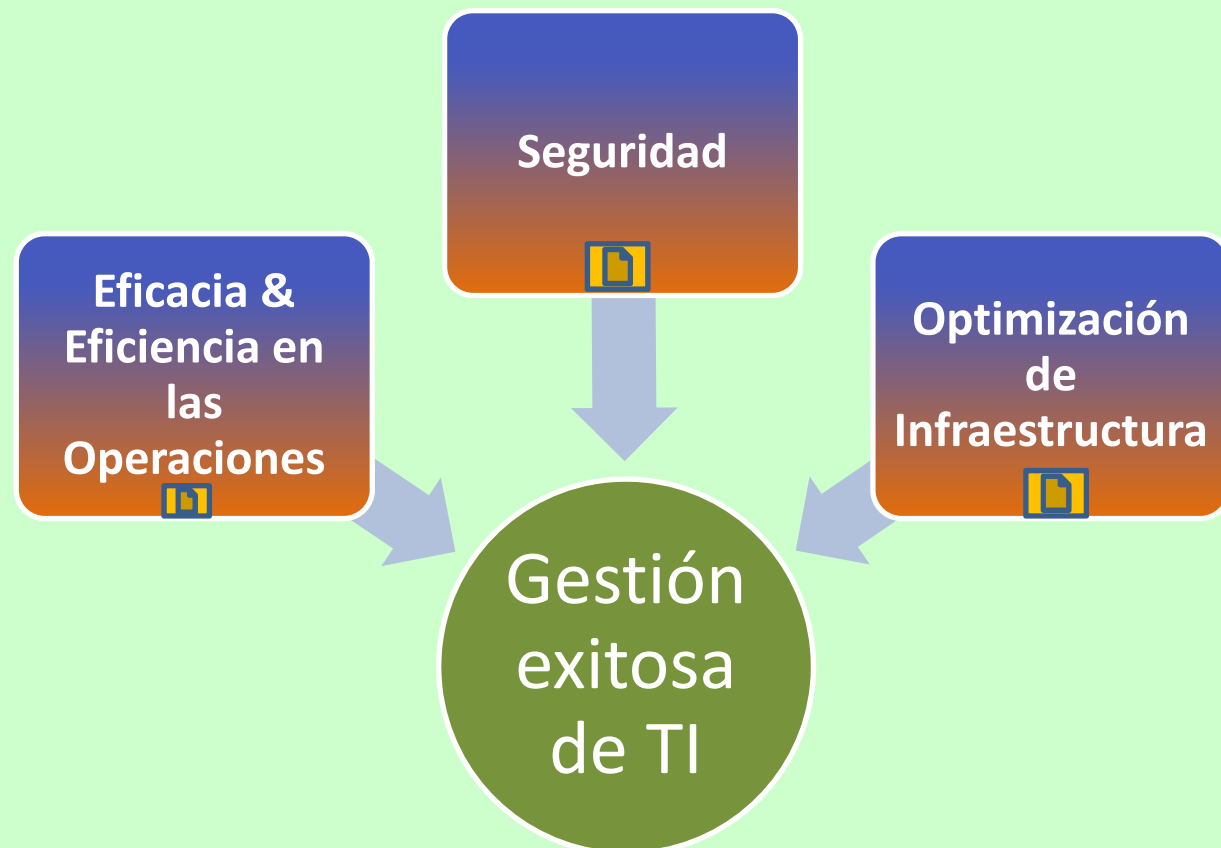 Seguridad
Eficacia &
Eficiencia en
las
Operaciones
Optimización
de
Infraestructura
Gestión
exitosa
de TI